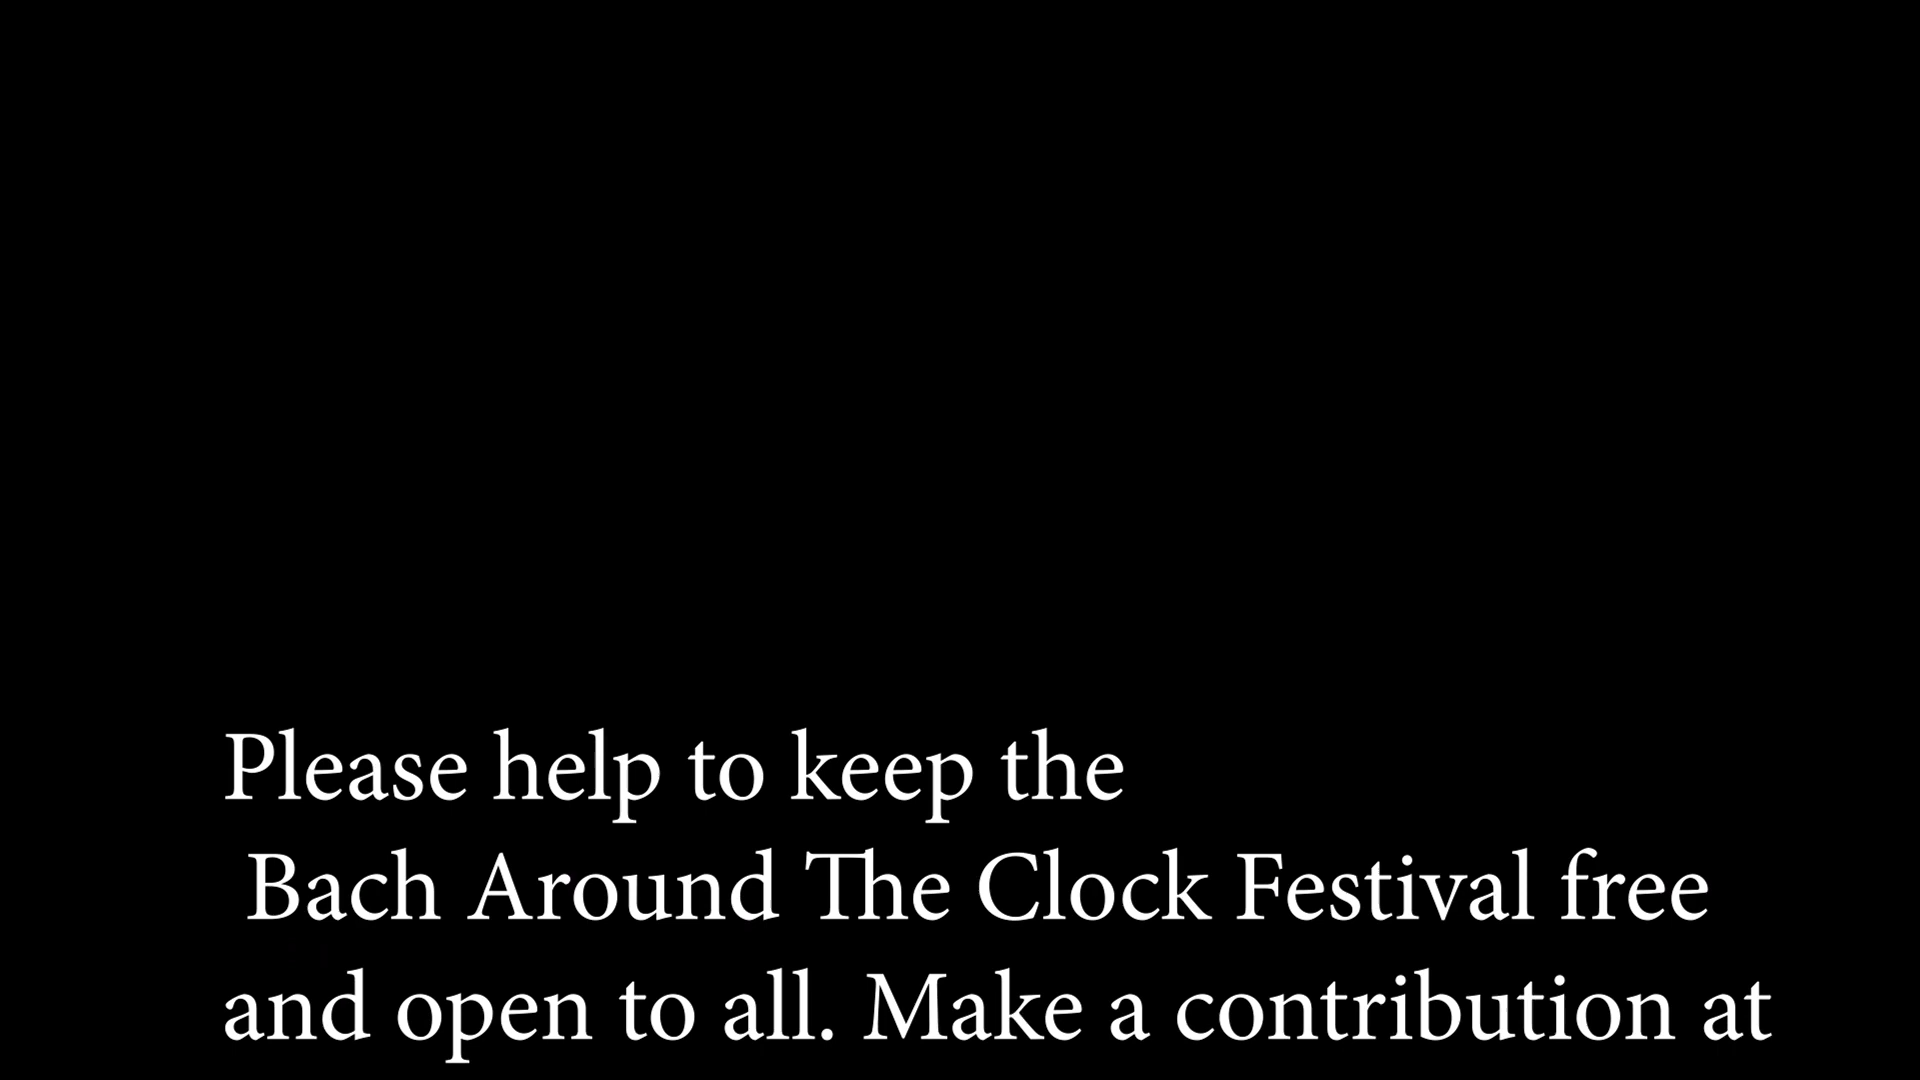 Please help to keep the
Bach Around The Clock Festival free
and open to all. Make a contribution at